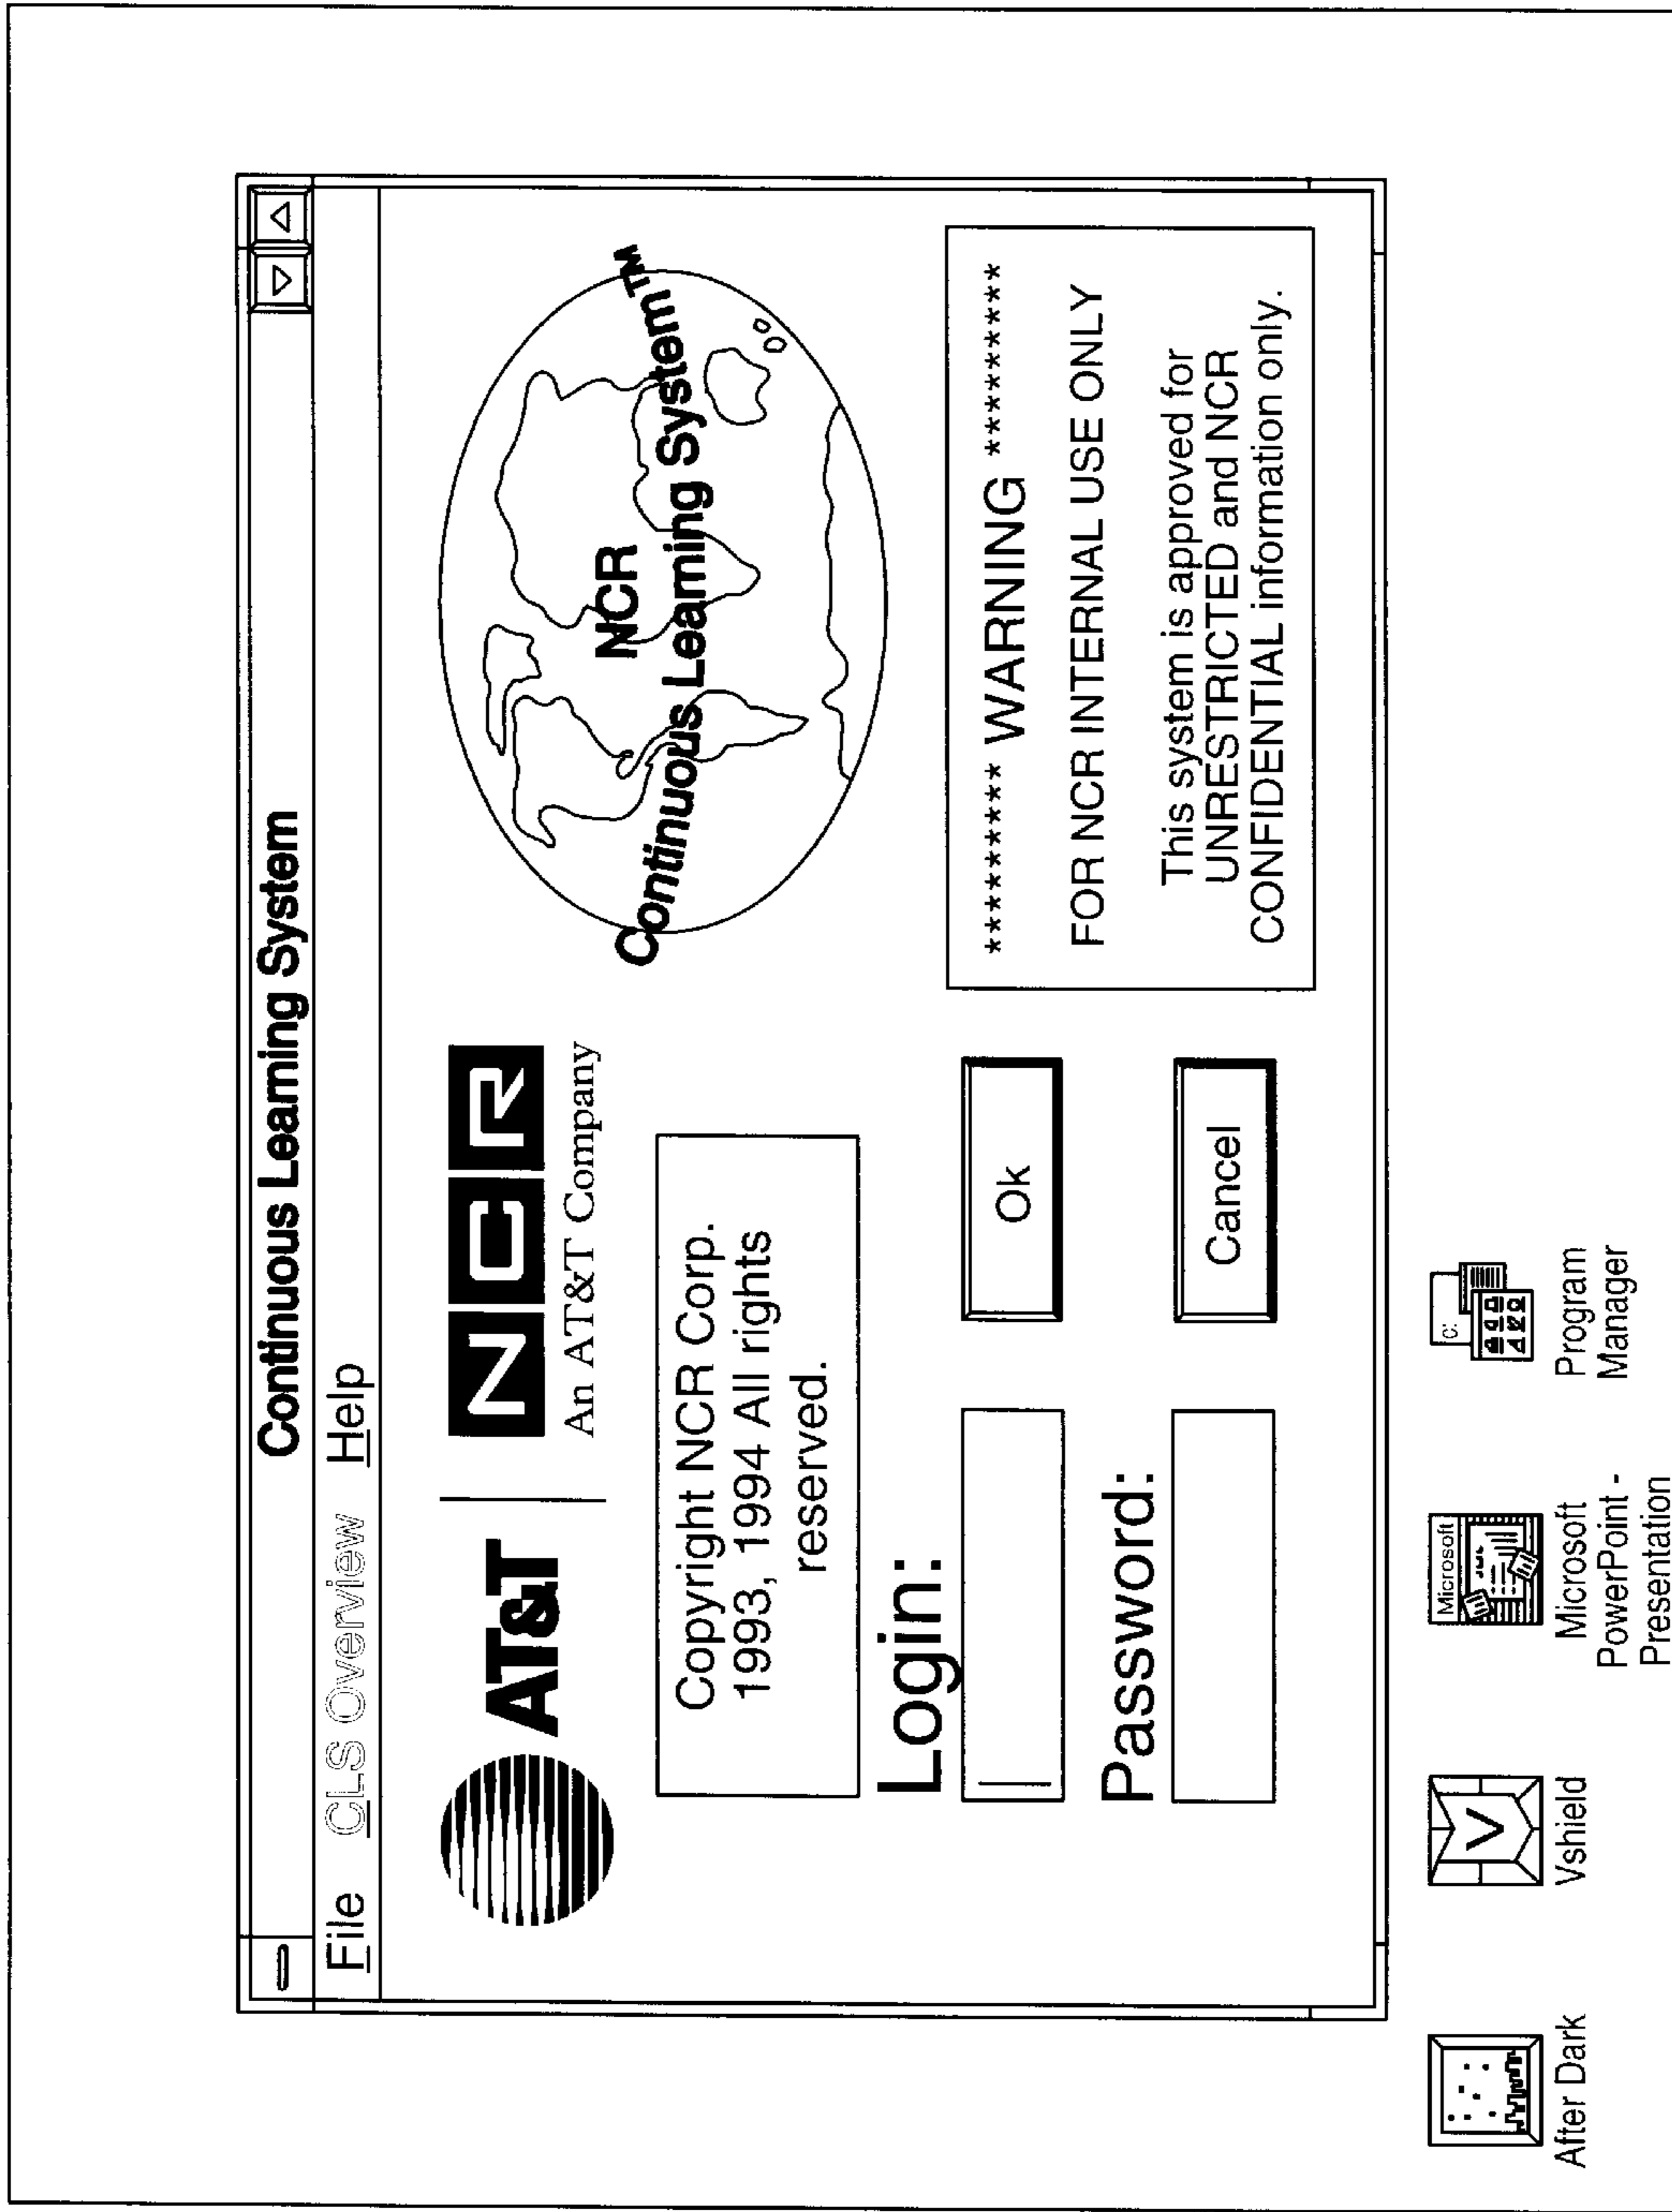 Continuous Learning System
File CLS Overview Help
AT&T
NCR
An AT&T Company
NCR
Continuous Learning System™
Copyright NCR Corp.
1993, 1994 All rights
reserved.
Login:
Ok
Password:
Cancel
********** WARNING **********
FOR NCR INTERNAL USE ONLY
This system is approved for
UNRESTRICTED and NCR
CONFIDENTIAL information only.
After Dark
V
Vshield
Microsoft
Microsoft
PowerPoint -
Presentation
C:
Program
Manager